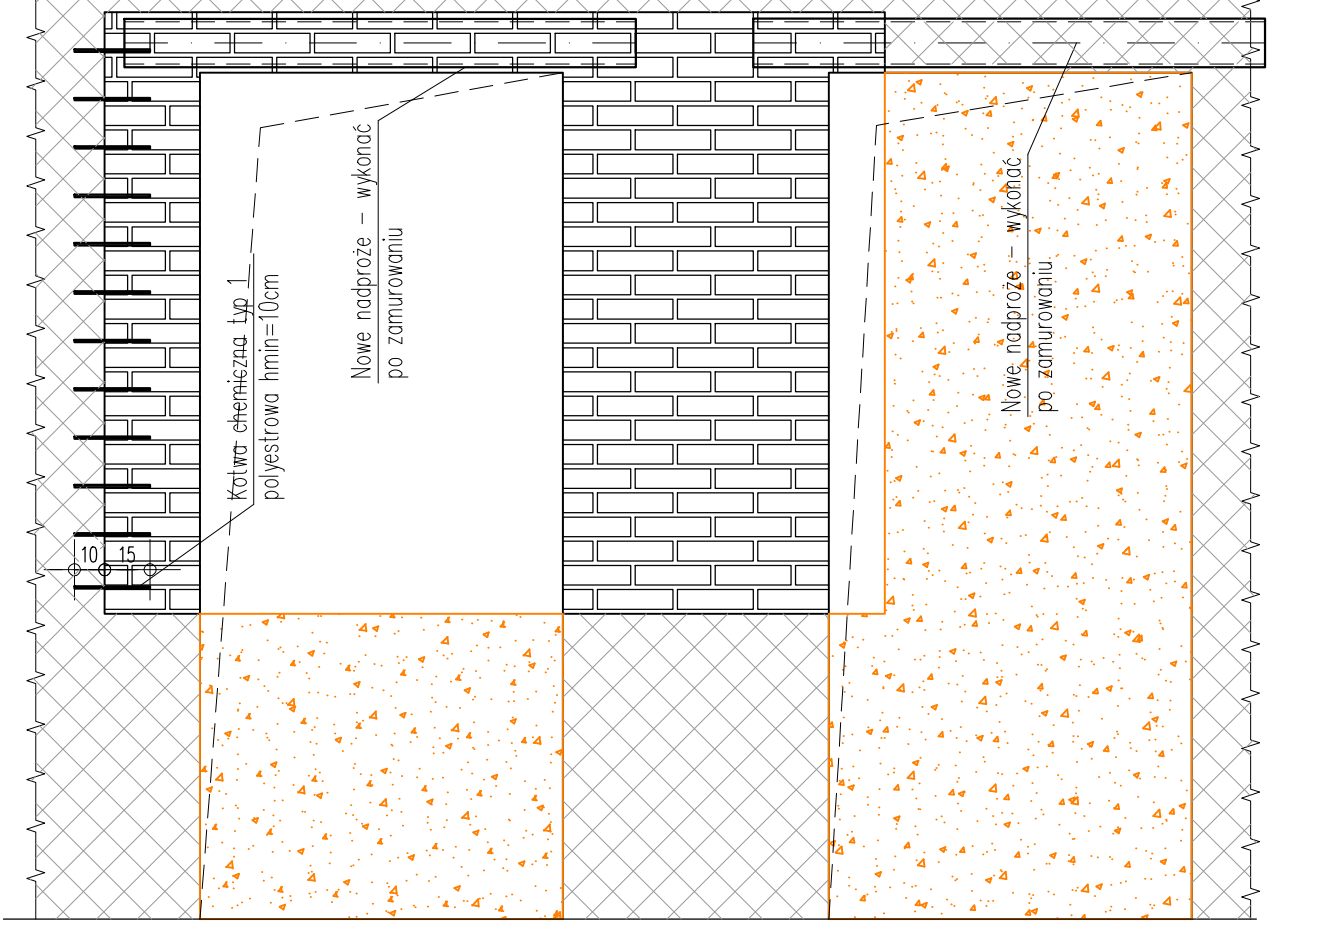 Kotwa chemiczna typ 1
polyestrowa hmin=10cm
Nowe nadproże – wykonać
po zamurowaniu
Nowe nadproże – wykonać
po zamurowaniu
10 15